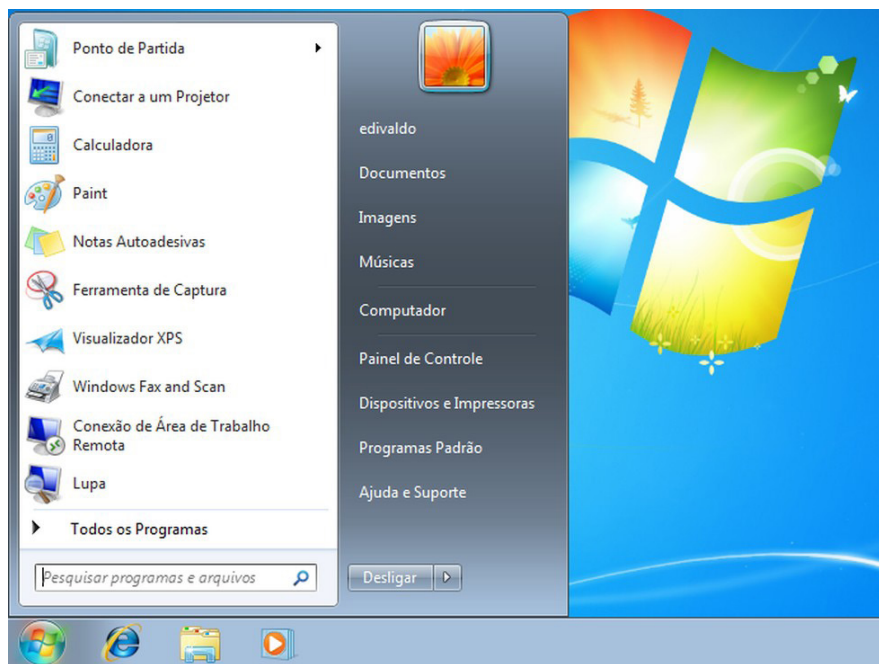 Ponto de Partida
Conectar a um Projetor
Calculadora
Paint
Notas Autoadesivas
Ferramenta de Captura
Visualizador XPS
Windows Fax and Scan
Conexão de Área de Trabalho
Remota
Lupa
Todos os Programas
Pesquisar programas e arquivos
edivaldo
Documentos
Imagens
Músicas
Computador
Painel de Controle
Dispositivos e Impressoras
Programas Padrão
Ajuda e Suporte
Desligar